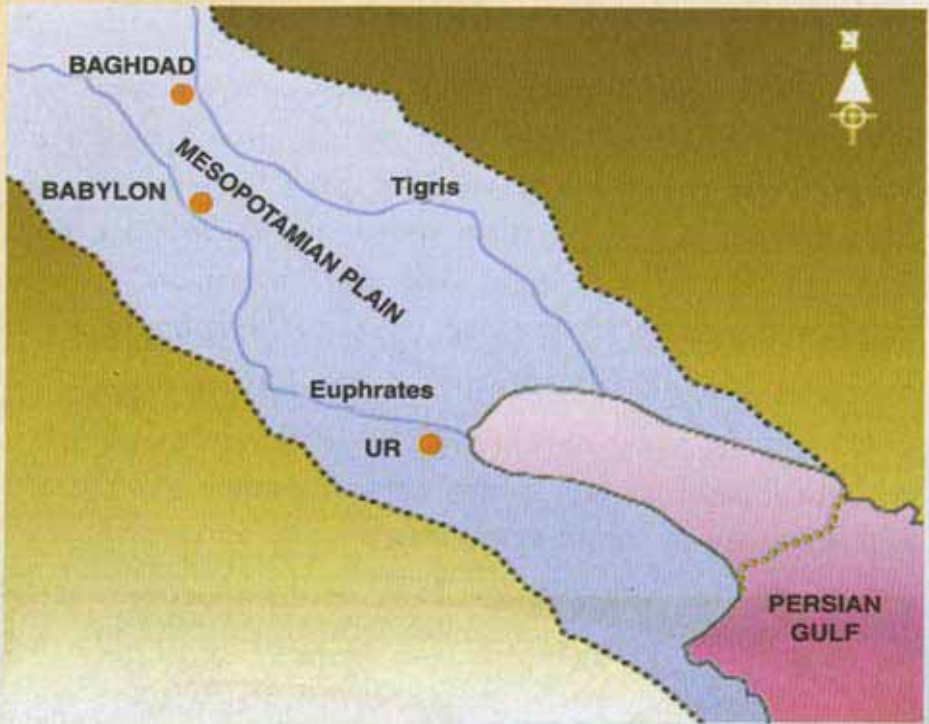 N
BAGHDAD
MESOPOTAMIAN PLAIN
BABYLON
Tigris
Euphrates
UR
PERSIAN
GULF